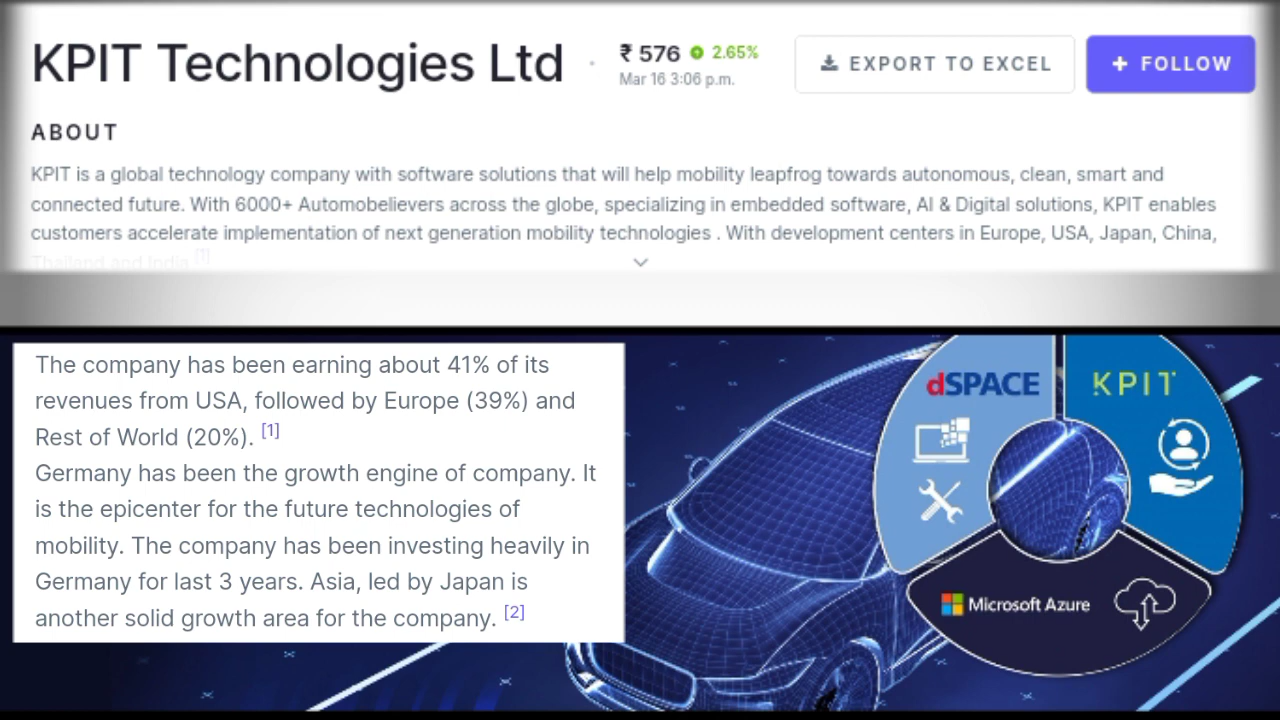 KPIT Technologies Ltd
₹ 576 2.65%
Mar 16 3:06 p.m.
EXPORT TO EXCEL
+ FOLLOW
ABOUT
KPIT is a global technology company with software solutions that will help mobility leapfrog towards autonomous, clean, smart and
connected future. With 6000+ Automobelievers across the globe, specializing in embedded software, AI & Digital solutions, KPIT enables
customers accelerate implementation of next generation mobility technologies . With development centers in Europe, USA, Japan, China,
Thailand and India [1]
The company has been earning about 41% of its
revenues from USA, followed by Europe (39%) and
Rest of World (20%). [1]
Germany has been the growth engine of company. It
is the epicenter for the future technologies of
mobility. The company has been investing heavily in
Germany for last 3 years. Asia, led by Japan is
another solid growth area for the company. [2]
dSPACE
KPIT
Microsoft Azure